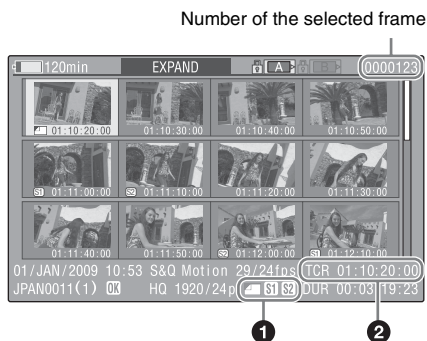 Number of the selected frame
120min EXPAND A B 0000123
01:10:20:00 01:10:30:00 01:10:40:00 01:10:50:00
S1 01:11:00:00 S2 01:11:10:00 01:11:20:00 01:11:30:00
01:11:40:00 01:11:50:00 S2 01:12:00:00 S1 01:12:10:00
01/JAN/2009 10:53 S&Q Motion 29/24fps TCR 01:10:20:00
JPAN0011(1) OK HQ 1920/24p S1 S2 DUR 00:03:19:23
1 2